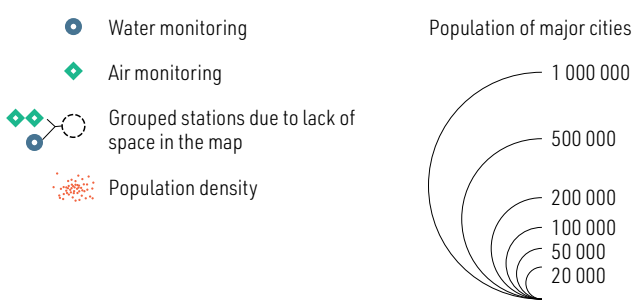 Water monitoring
Air monitoring
Grouped stations due to lack of
space in the map
Population density
Population of major cities
1 000 000
500 000
200 000
100 000
50 000
20 000